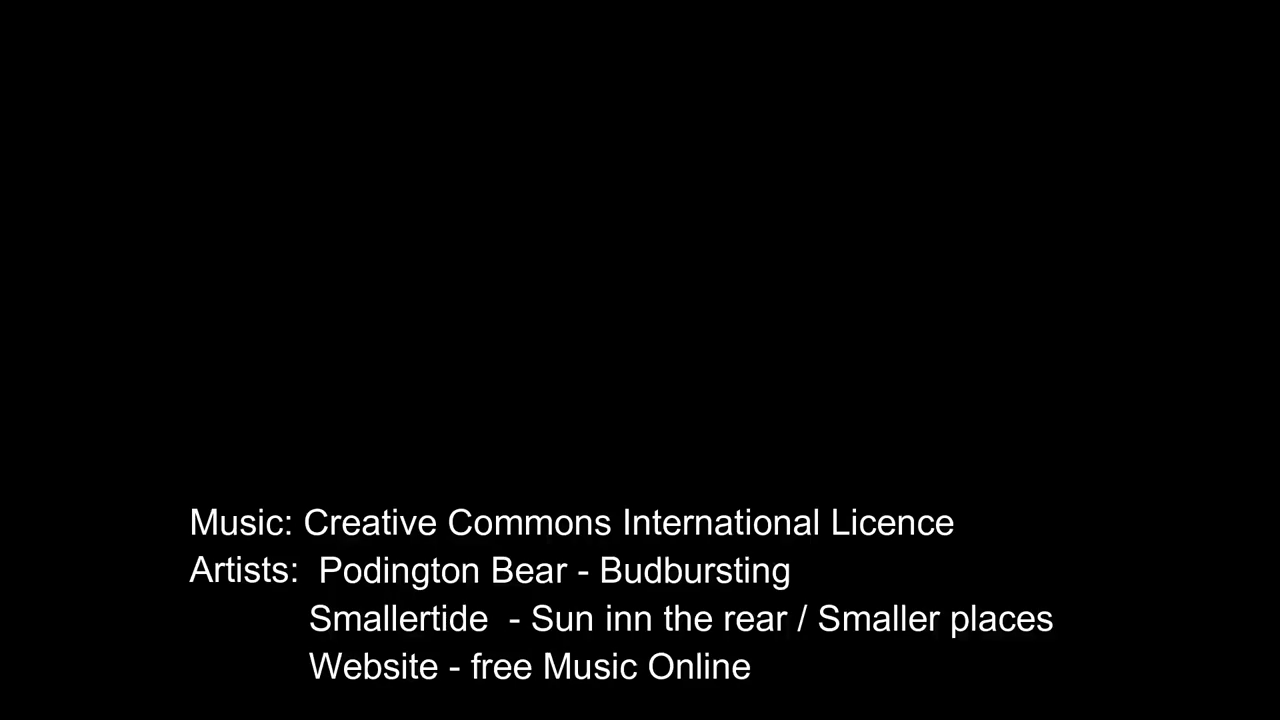 Music: Creative Commons International Licence
Artists:  Podington Bear - Budbursting
Smallertide  - Sun inn the rear / Smaller places
Website - free Music Online